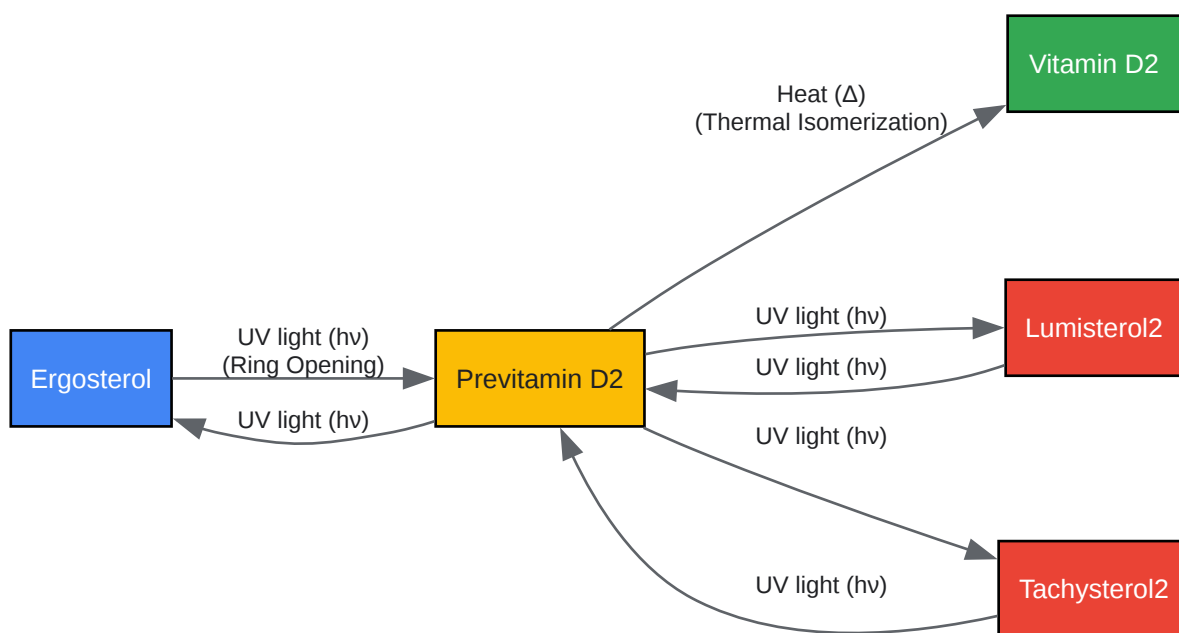 Vitamin D2
Heat (Δ)
(Thermal Isomerization)
UV light (hν)
Lumisterol2
UV light (hν)
(Ring Opening)
UV light (hν)
Ergosterol
Previtamin D2
UV light (hν)
UV light (hν)
UV light (hν)
Tachysterol2